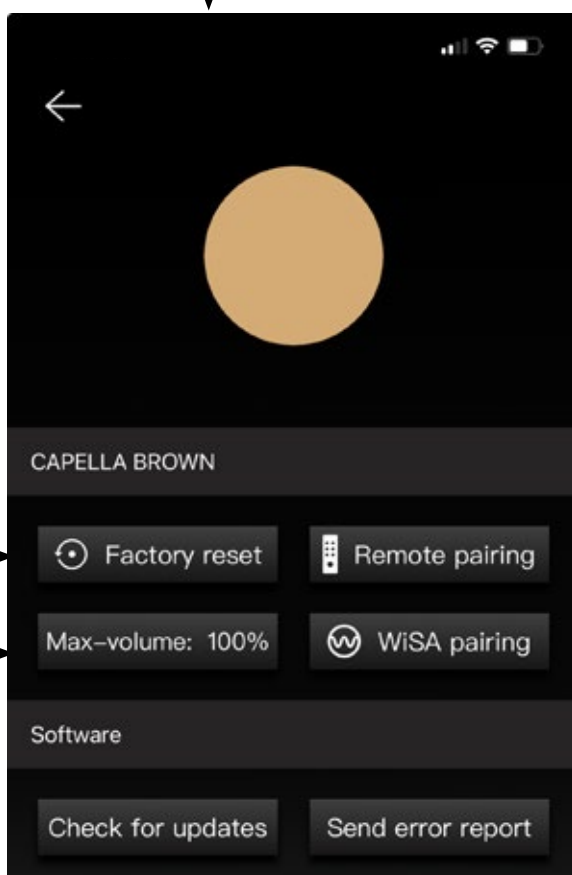 CAPELLA BROWN
Factory reset
Remote pairing
Max-volume: 100%
WiSA pairing
Software
Check for updates
Send error report